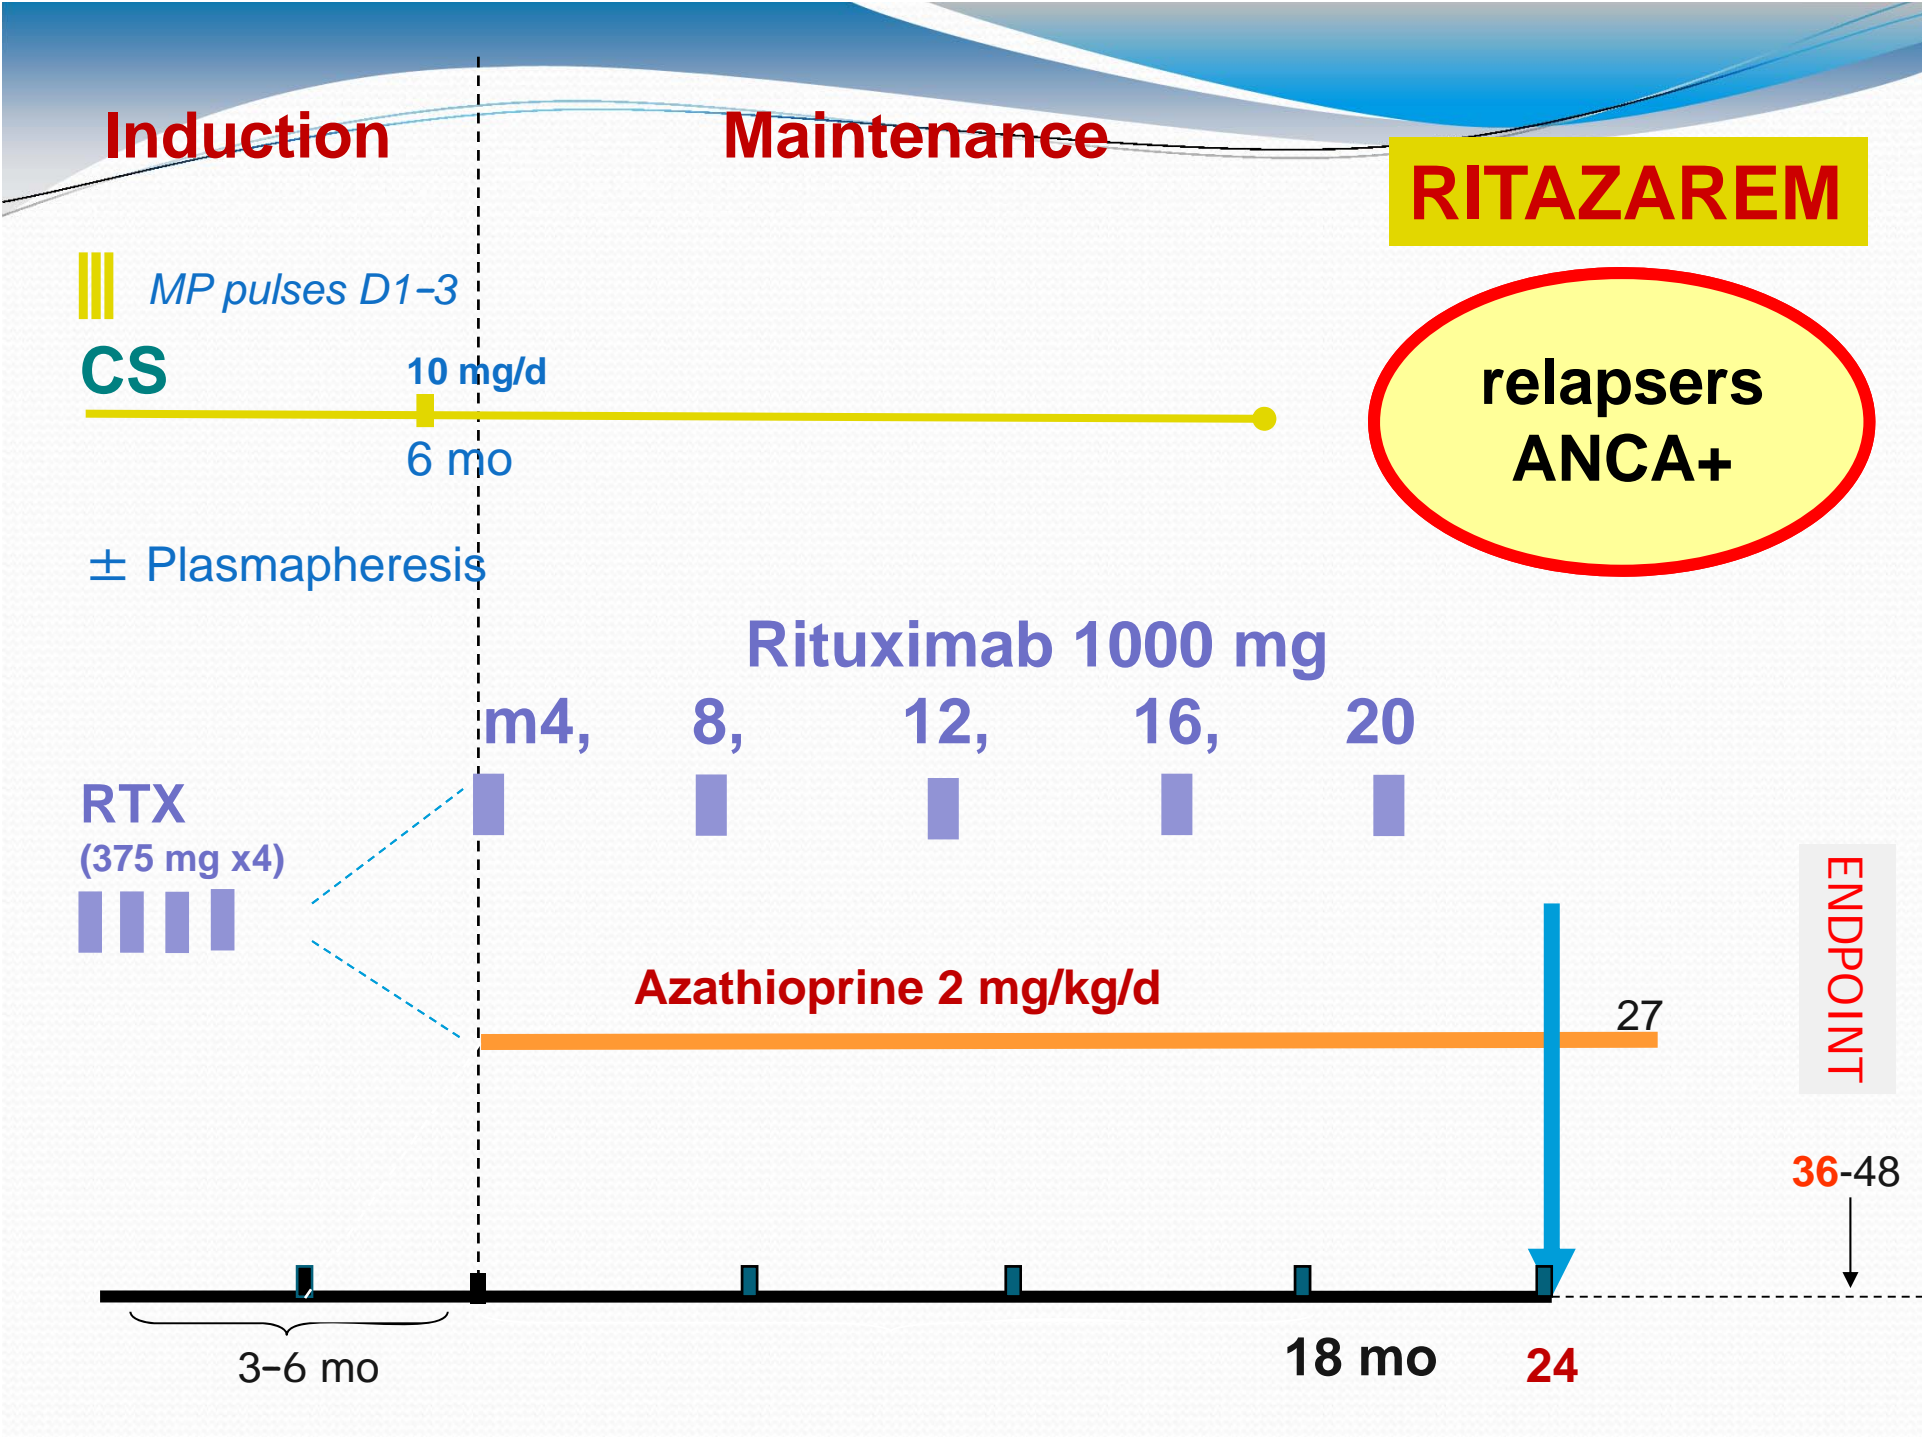 Induction
Maintenance
RITAZAREM
MP pulses D1–3
CS
10 mg/d
6 mo
relapsers
ANCA+
± Plasmapheresis
Rituximab 1000 mg
m4, 8, 12, 16, 20
RTX
(375 mg x4)
Azathioprine 2 mg/kg/d
27
ENDPOINT
36-48
3–6 mo
18 mo
24